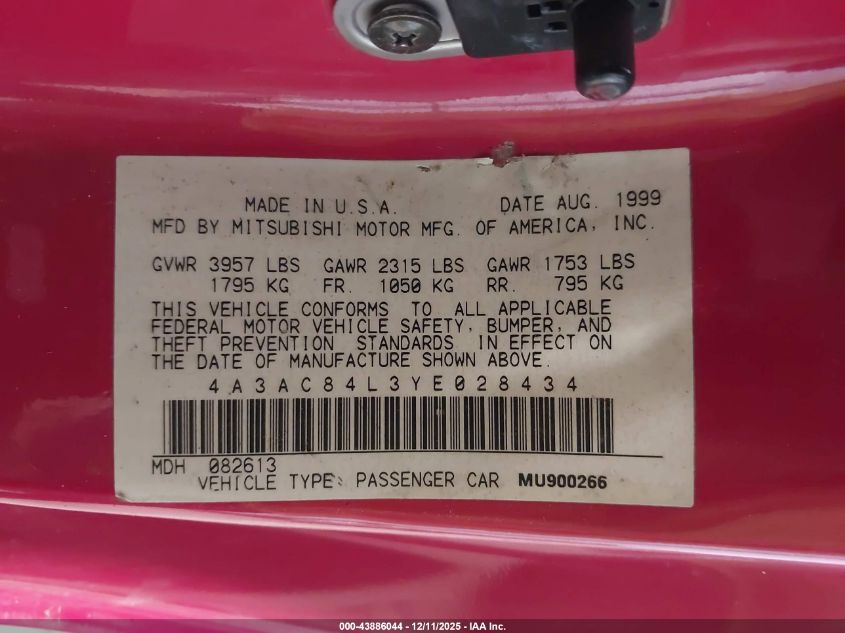 MADE IN U.S.A. DATE AUG. 1999
MFD BY MITSUBISHI MOTOR MFG. OF AMERICA, INC.
GVWR 3957 LBS GAWR 2315 LBS GAWR 1753 LBS
1795 KG FR. 1050 KG RR. 795 KG
THIS VEHICLE CONFORMS TO ALL APPLICABLE
FEDERAL MOTOR VEHICLE SAFETY, BUMPER, AND
THEFT PREVENTION STANDARDS IN EFFECT ON
THE DATE OF MANUFACTURE SHOWN ABOVE.
4A3AC84L3YE028434
MDH 082613
VEHICLE TYPE: PASSENGER CAR MU900266
000-43886044 - 12/11/2025 - IAA Inc.